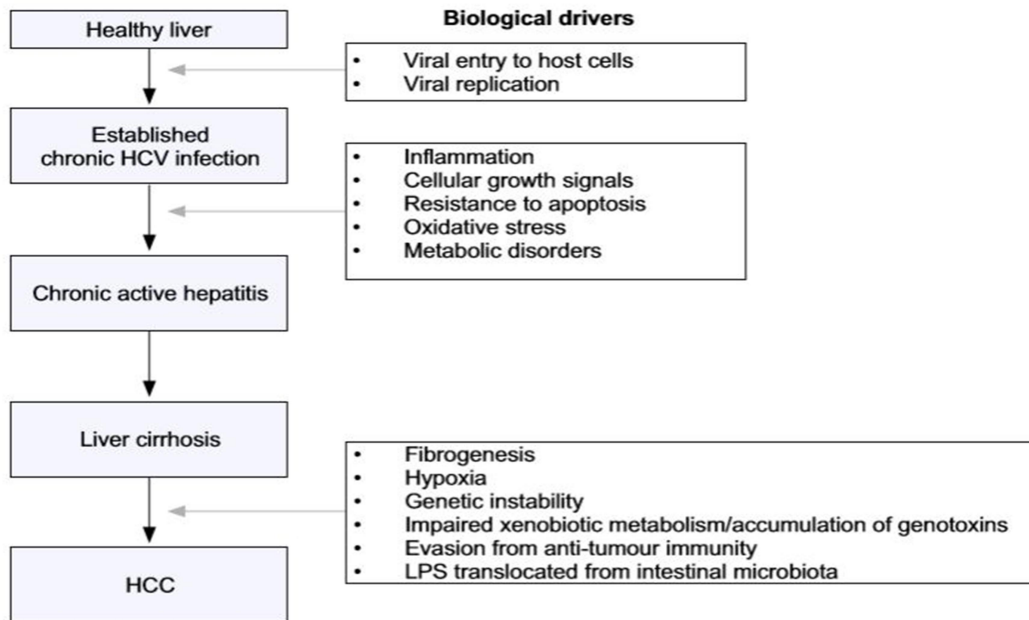 Biological drivers
Healthy liver
• Viral entry to host cells
• Viral replication
Established
chronic HCV infection
• Inflammation
• Cellular growth signals
• Resistance to apoptosis
• Oxidative stress
• Metabolic disorders
Chronic active hepatitis
Liver cirrhosis
• Fibrogenesis
• Hypoxia
• Genetic instability
• Impaired xenobiotic metabolism/accumulation of genotoxins
• Evasion from anti-tumour immunity
• LPS translocated from intestinal microbiota
HCC